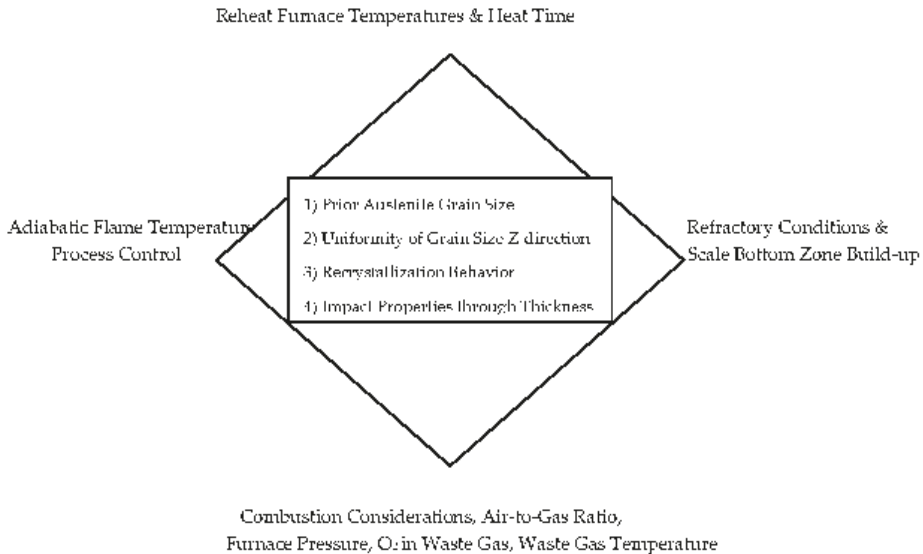 Reheat Furnace Temperatures & Heat Time
1) Prior Austenite Grain Size
Adiabatic Flame Temperature
Process Control
2) Uniformity of Grain Size Z direction
3) Recrystallization Behavior
4) Impact Properties through Thickness
Refractory Conditions &
Scale Bottom Zone Build-up
Combustion Considerations, Air-to-Gas Ratio,
Furnace Pressure, O₂ in Waste Gas, Waste Gas Temperature